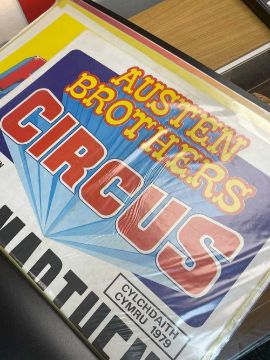 AUSTEN
BROTHERS
CIRCUS
CYLCHDAITH
CYMRU 1979